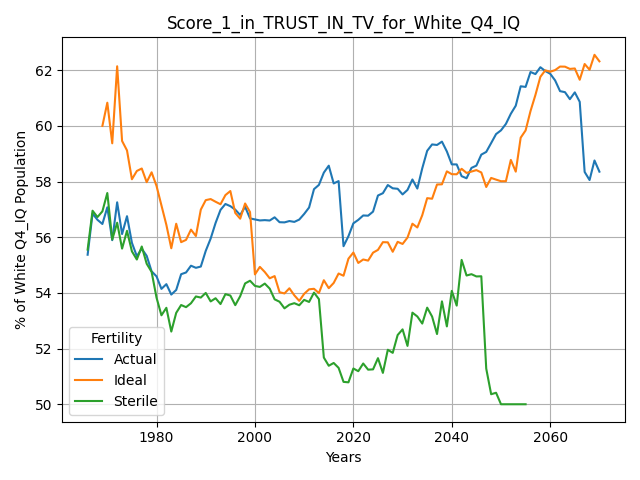 Score_1_in_TRUST_IN_TV_for_White_Q4_IQ
% of White Q4_IQ Population
62
60
58
56
54
52
50
Fertility
Actual
Ideal
Sterile
1980
2000
2020
2040
2060
Years